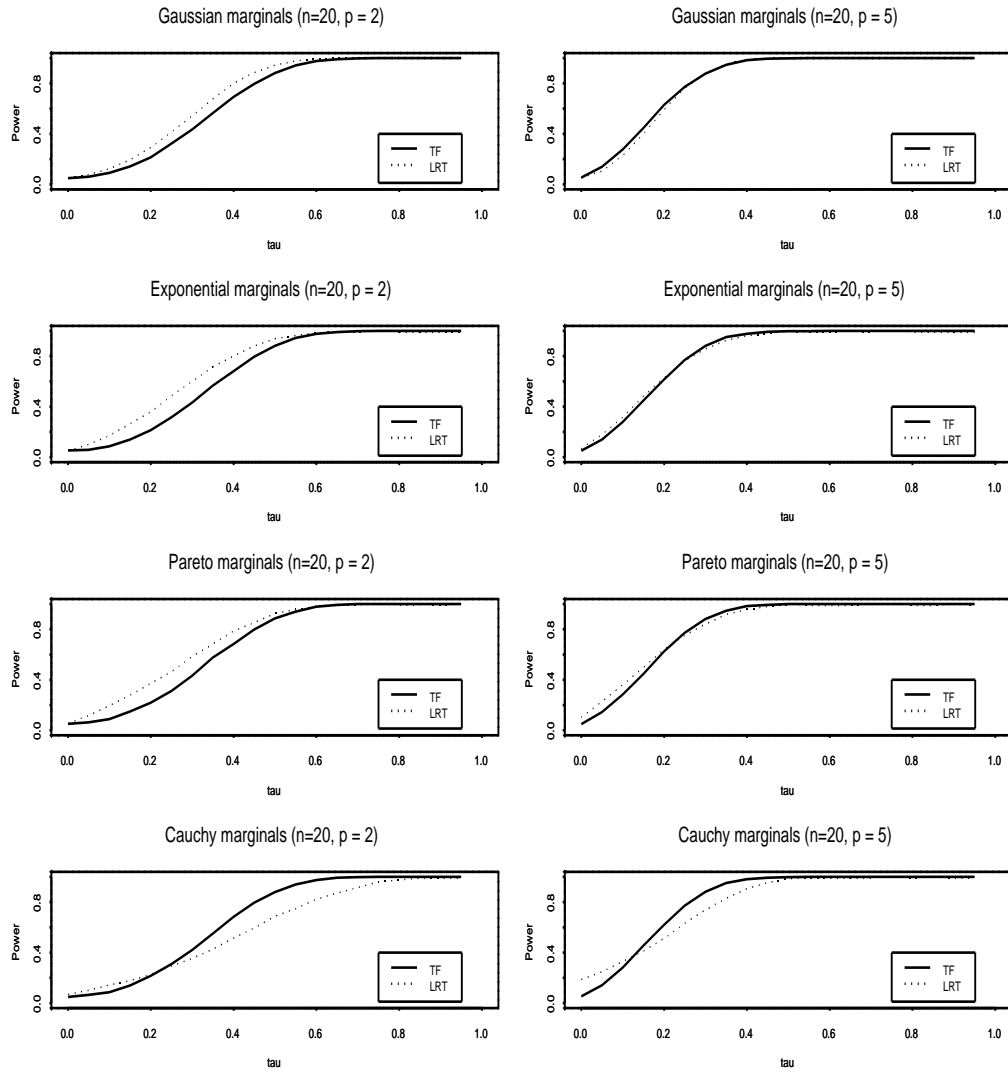 Gaussian marginals (n=20, p = 2)
Power
0.0 0.4 0.8
TF
LRT
0.0 0.2 0.4 0.6 0.8 1.0
tau
Gaussian marginals (n=20, p = 5)
Power
0.0 0.4 0.8
TF
LRT
0.0 0.2 0.4 0.6 0.8 1.0
tau
Exponential marginals (n=20, p = 2)
Power
0.0 0.4 0.8
TF
LRT
0.0 0.2 0.4 0.6 0.8 1.0
tau
Exponential marginals (n=20, p = 5)
Power
0.0 0.4 0.8
TF
LRT
0.0 0.2 0.4 0.6 0.8 1.0
tau
Pareto marginals (n=20, p = 2)
Power
0.0 0.4 0.8
TF
LRT
0.0 0.2 0.4 0.6 0.8 1.0
tau
Pareto marginals (n=20, p = 5)
Power
0.0 0.4 0.8
TF
LRT
0.0 0.2 0.4 0.6 0.8 1.0
tau
Cauchy marginals (n=20, p = 2)
Power
0.0 0.4 0.8
TF
LRT
0.0 0.2 0.4 0.6 0.8 1.0
tau
Cauchy marginals (n=20, p = 5)
Power
0.0 0.4 0.8
TF
LRT
0.0 0.2 0.4 0.6 0.8 1.0
tau